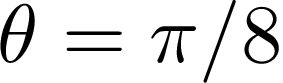 θ = π/8